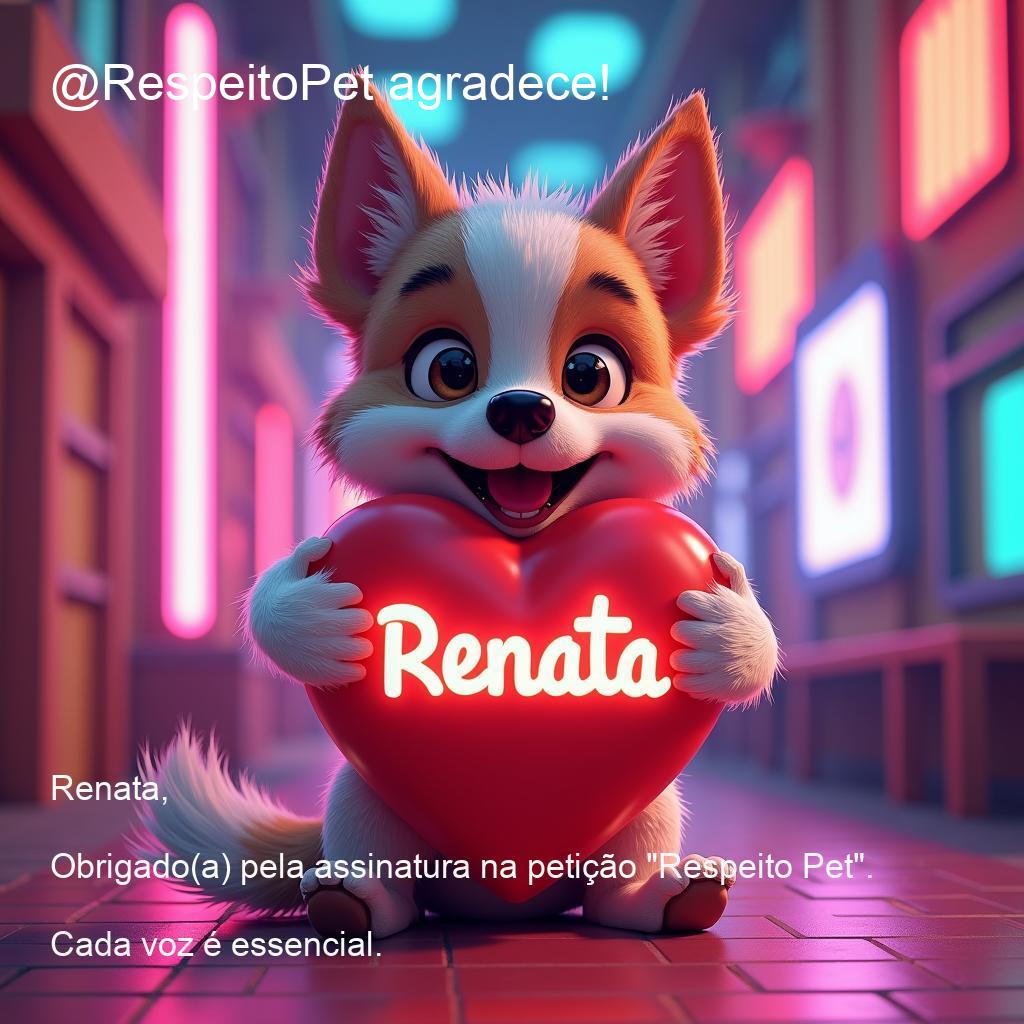 @RespeitoPet agradece!
Renata
Renata,
Obrigado(a) pela assinatura na petição "Respeito Pet".
Cada voz é essencial.